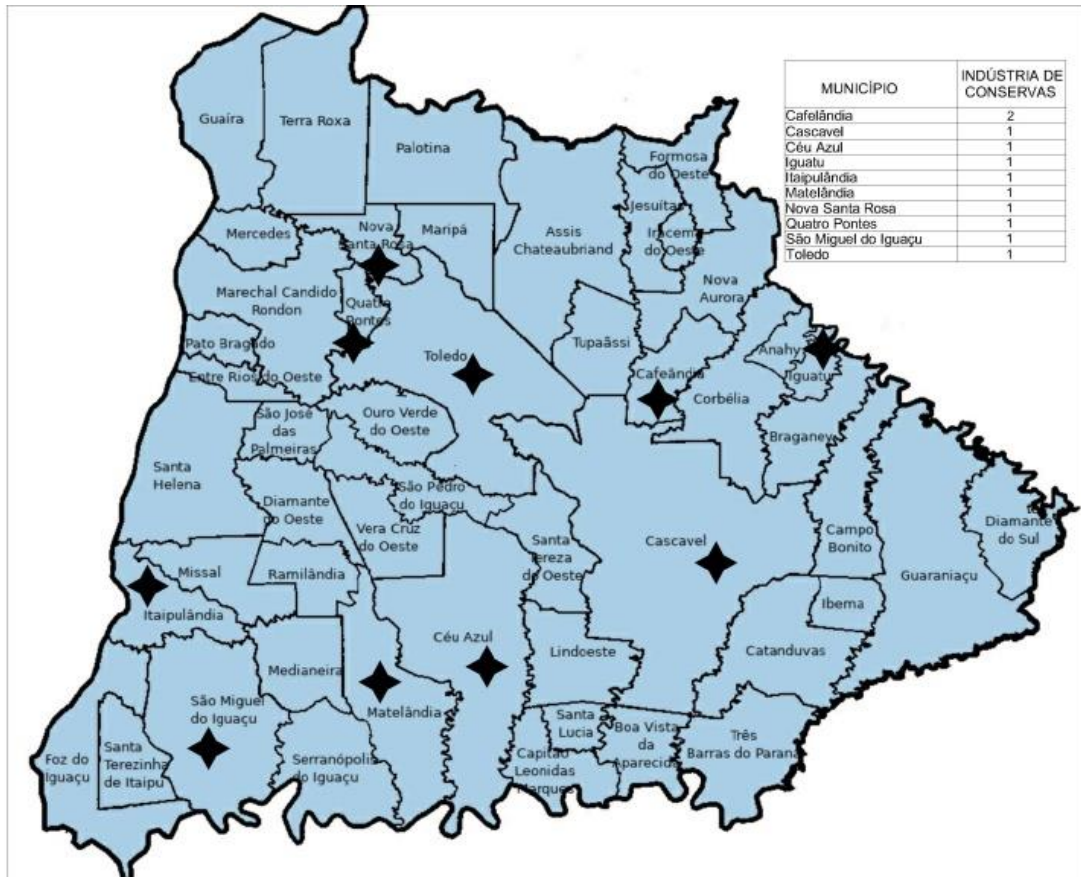 MUNICÍPIO
INDÚSTRIA DE
CONSERVAS
Cafelândia 2
Cascavel 1
Céu Azul 1
Iguatu 1
Itaipulândia 1
Matelândia 1
Nova Santa Rosa 1
Quatro Pontes 1
São Miguel do Iguaçu 1
Toledo 1
Guaíra
Terra Roxa
Palotina
Formosa
do Oeste
Jesuítas
Iracema
do Oeste
Assis
Chateaubriand
Nova
Santa Rosa
Maripá
Mercedes
Nova
Aurora
Marechal Candido
Rondon
Quatro
Pontes
Pato Bragado
Entre Rios do Oeste
Toledo
Tupaãssi
Cafeândia
Corbélia
Anahy
Iguatu
Braganey
São José
das
Palmeiras
Ouro Verde
do Oeste
Santa
Helena
Diamante
do Oeste
São Pedro
do Iguaçu
Vera Cruz
do Oeste
Santa
Tereza
do Oeste
Cascavel
Campo
Bonito
Guaraniaçu
Diamante
do Sul
Missal
Ramilândia
Itaipulândia
Ibema
Céu Azul
Lindoeste
Catanduvas
Medianeira
São Miguel
do Iguaçu
Matelândia
Santa
Lucia
Boa Vista
da
Aparecida
Três
Barras do Paraná
Foz do
Iguaçu
Santa
Terezinha
de Itaipú
Serranópolis
do Iguaçu
Capitão
Leonidas
Marques